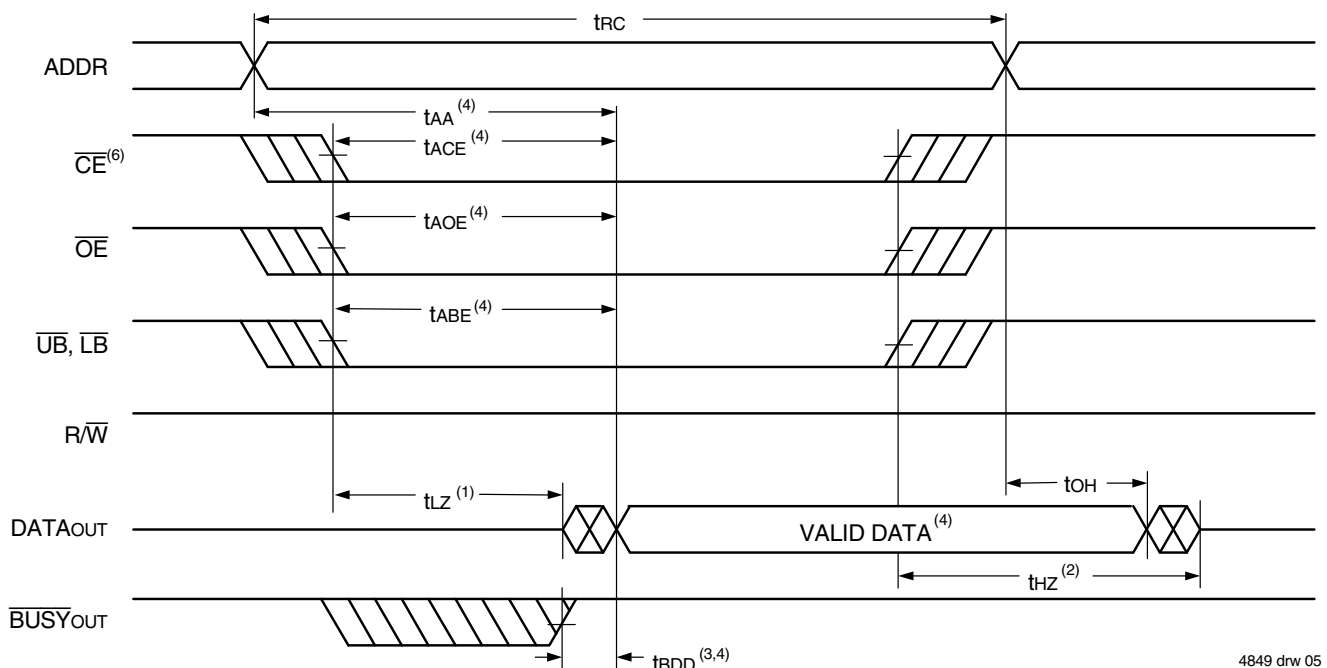 tRC
ADDR
tAA (4)
CE (6)
tACE (4)
OE
tAOE (4)
UB, LB
tABE (4)
R/W
tLZ (1)
tOH
DATAOUT
VALID DATA (4)
tHZ (2)
BUSYOUT
tBDD (3,4)
4849 drw 05